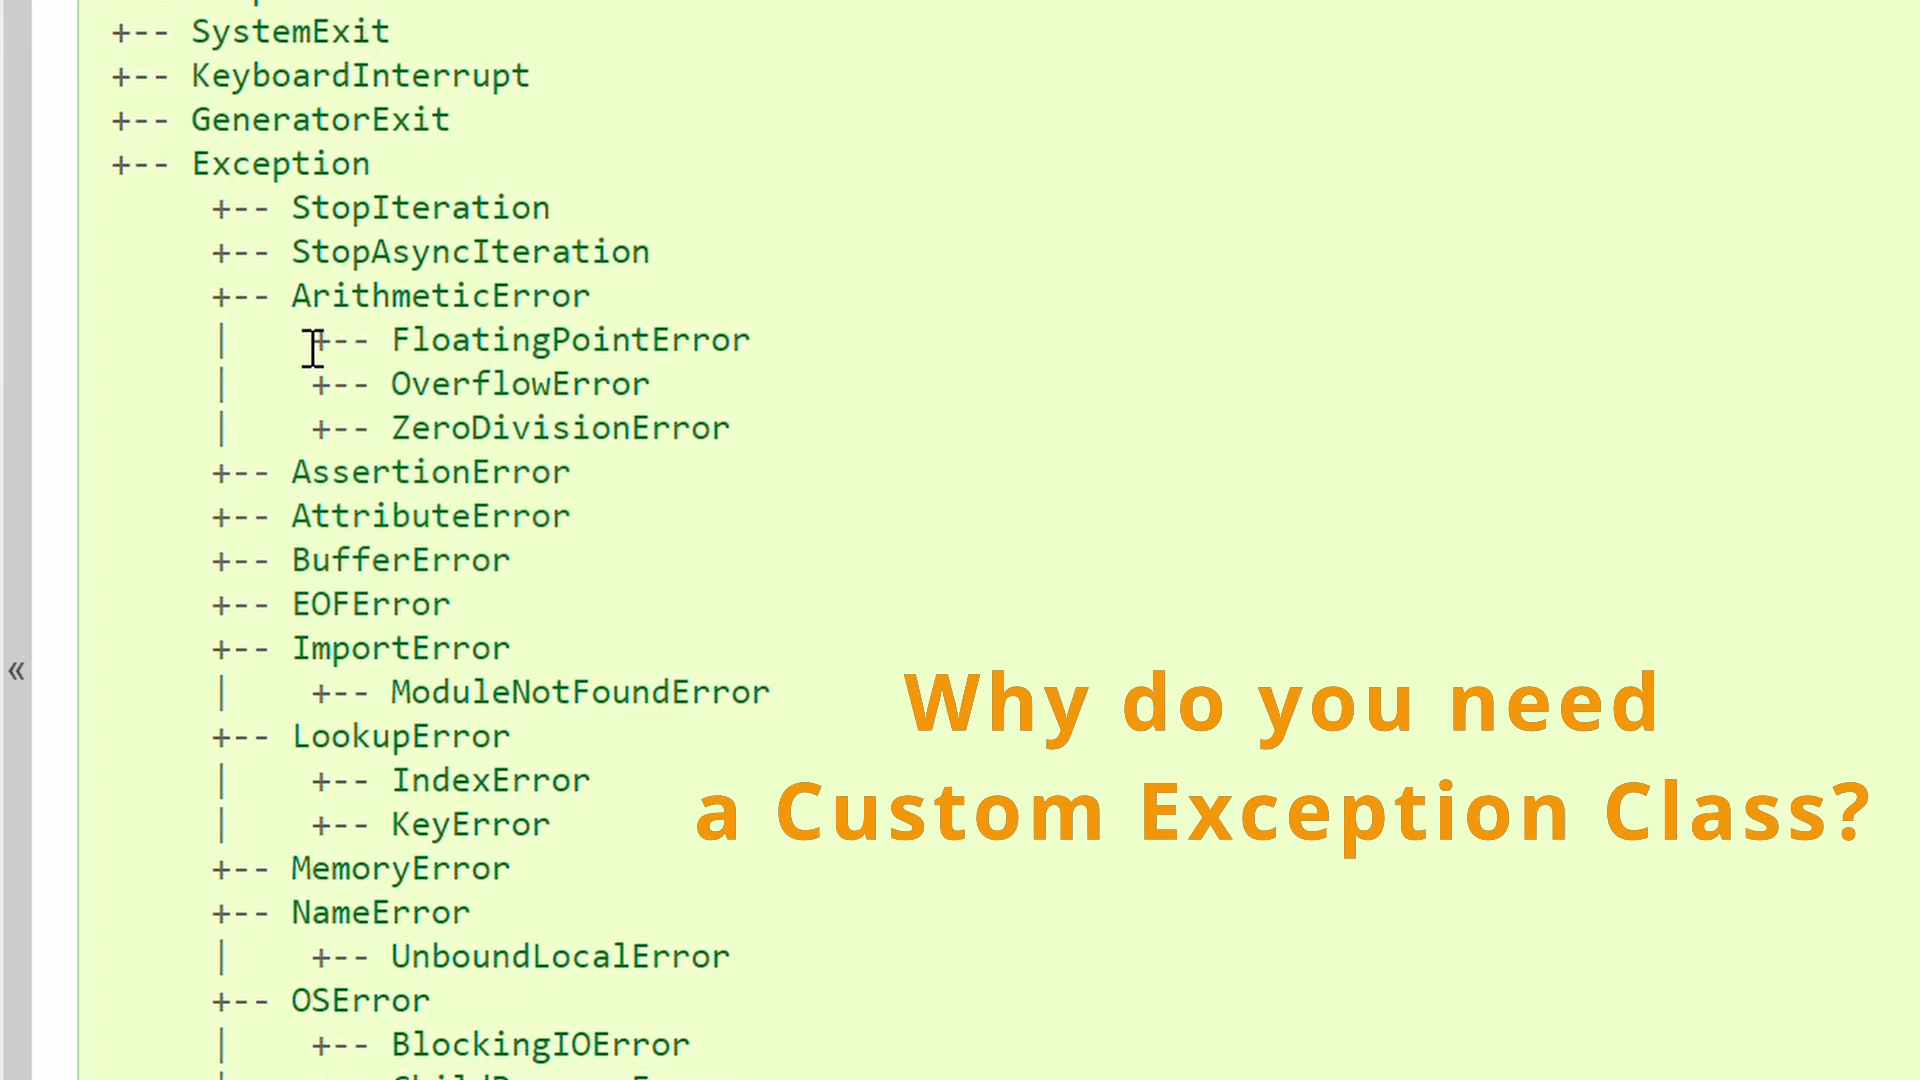 +-- SystemExit
+-- KeyboardInterrupt
+-- GeneratorExit
+-- Exception
+-- StopIteration
+-- StopAsyncIteration
+-- ArithmeticError
| +-- FloatingPointError
| +-- OverflowError
| +-- ZeroDivisionError
+-- AssertionError
+-- AttributeError
+-- BufferError
+-- EOFError
+-- ImportError
| +-- ModuleNotFoundError
+-- LookupError
| +-- IndexError
| +-- KeyError
+-- MemoryError
+-- NameError
| +-- UnboundLocalError
+-- OSError
| +-- BlockingIOError
«
Why do you need
a Custom Exception Class?